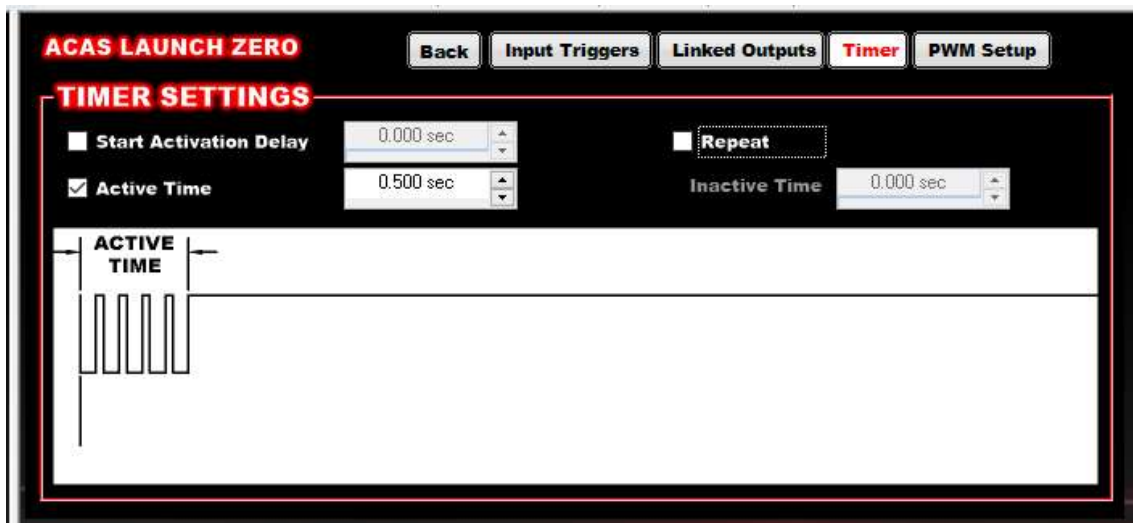 ACAS LAUNCH ZERO
Back
Input Triggers
Linked Outputs
Timer
PWM Setup
TIMER SETTINGS
Start Activation Delay
0.000 sec
Repeat
Active Time
0.500 sec
Inactive Time
0.000 sec
ACTIVE
TIME